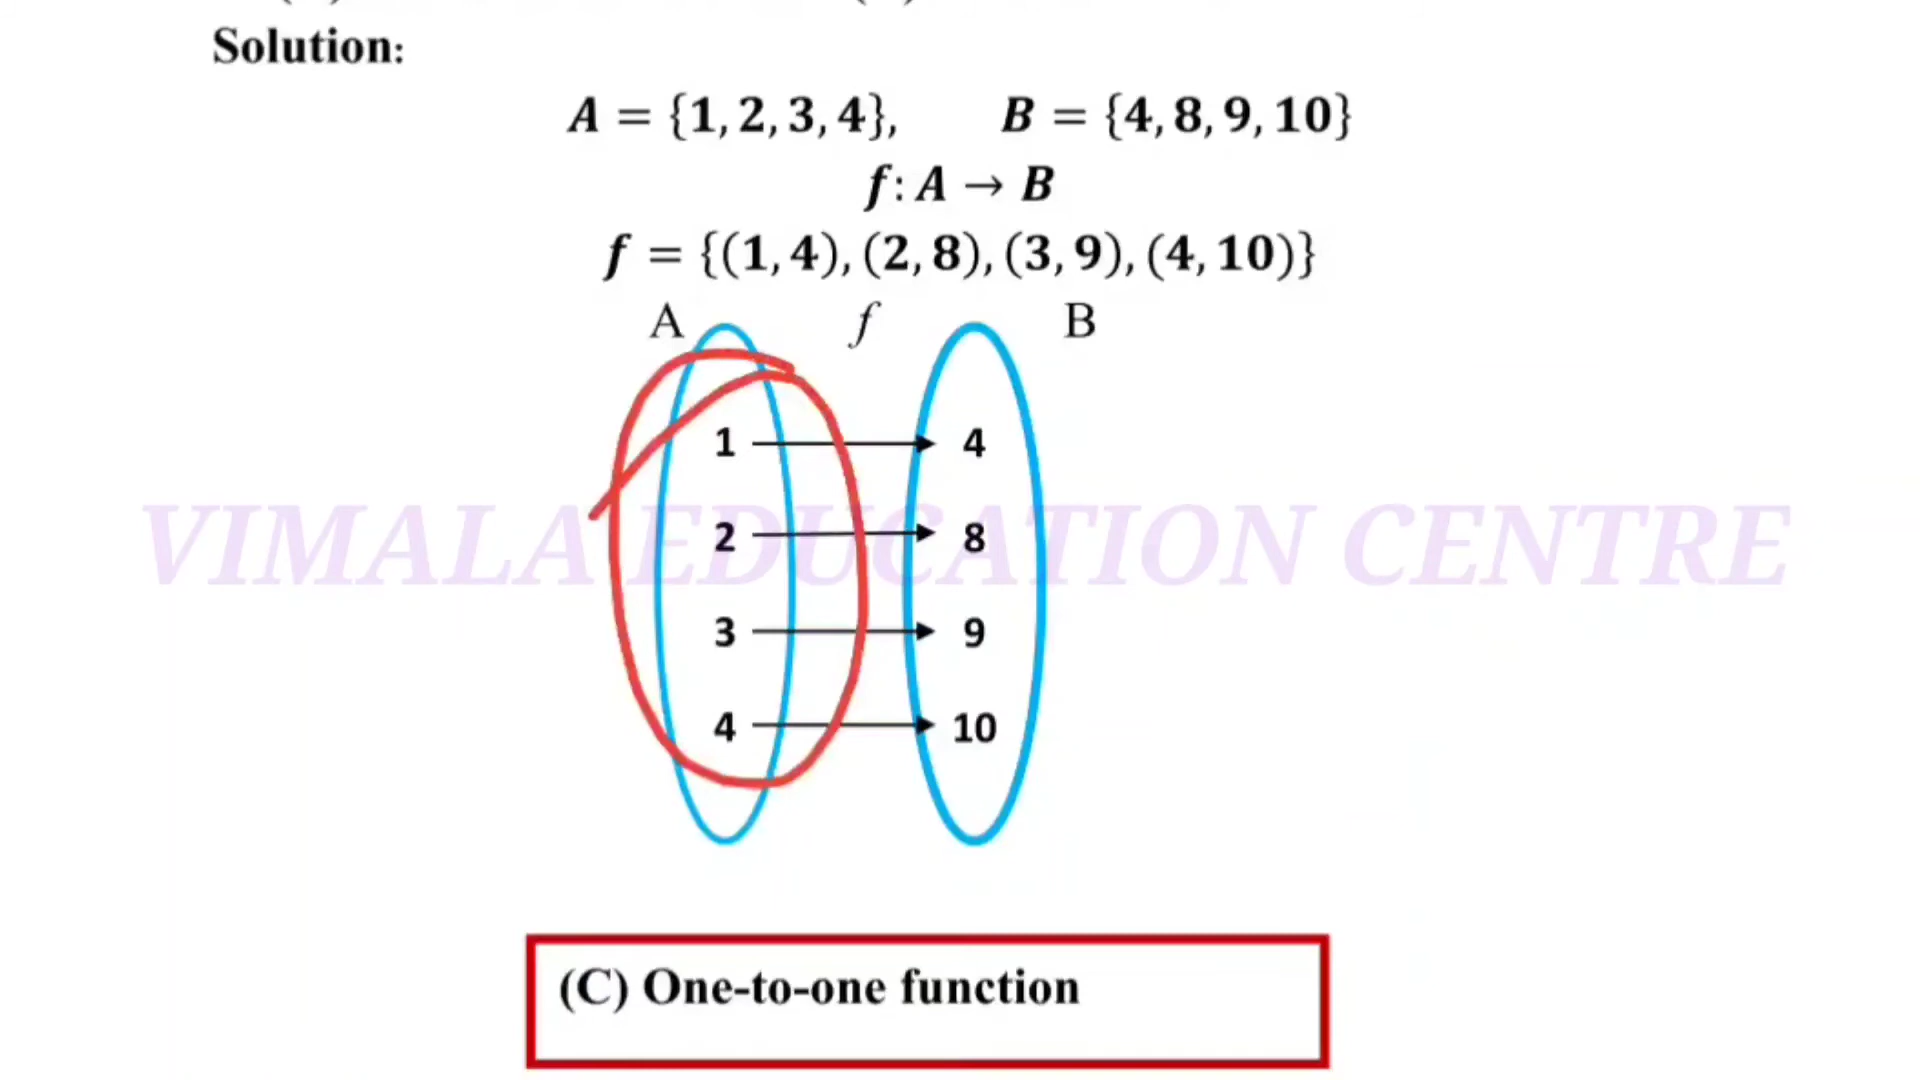 Solution:
A = {1, 2, 3, 4}, B = {4, 8, 9, 10}
f: A → B
f = {(1, 4), (2, 8), (3, 9), (4, 10)}
A f B
1 4
2 8
VIMALA EDUCATION CENTRE
3 9
4 10
(C) One-to-one function